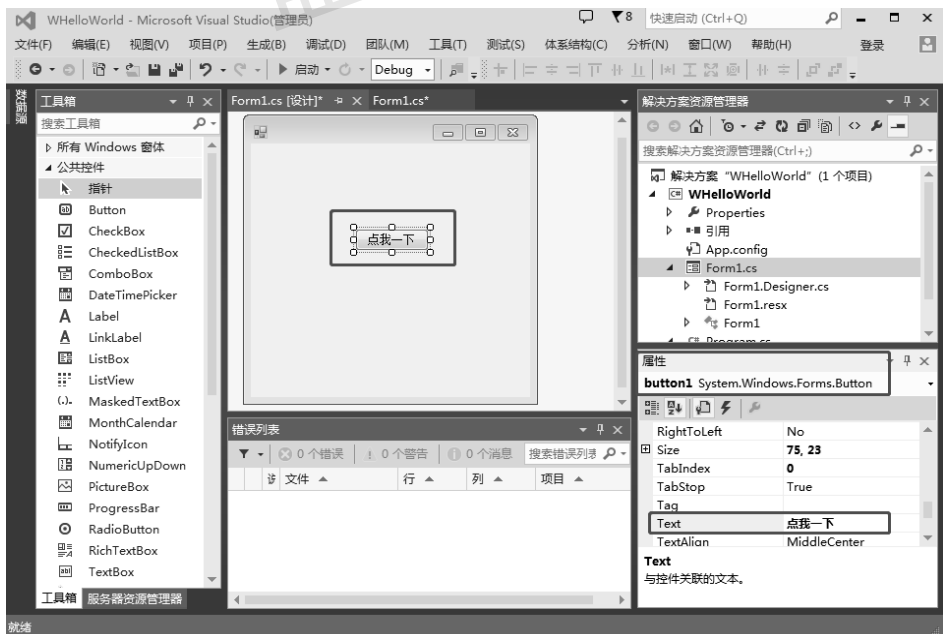 WHelloWorld - Microsoft Visual Studio(管理员)
8
快速启动 (Ctrl+Q)
文件(F) 编辑(E) 视图(V) 项目(P) 生成(B) 调试(D) 团队(M) 工具(T) 测试(S) 体系结构(C) 分析(N) 窗口(W) 帮助(H) 登录
启动 Debug
数据源
工具箱
搜索工具箱
所有 Windows 窗体
公共控件
指针
Button
CheckBox
CheckedListBox
ComboBox
DateTimePicker
Label
LinkLabel
ListBox
ListView
MaskedTextBox
MonthCalendar
NotifyIcon
NumericUpDown
PictureBox
ProgressBar
RadioButton
RichTextBox
TextBox
工具箱 服务器资源管理器
Form1.cs [设计]* Form1.cs*
点我一下
错误列表
0 个错误 0 个警告 0 个消息 搜索错误列表
文件 行 列 项目
解决方案资源管理器
搜索解决方案资源管理器(Ctrl+;)
解决方案 "WHelloWorld" (1 个项目)
WHelloWorld
Properties
引用
App.config
Form1.cs
Form1.Designer.cs
Form1.resx
Form1
Program.cs
属性
button1 System.Windows.Forms.Button
RightToLeft No
Size 75, 23
TabIndex 0
TabStop True
Tag
Text 点我一下
TextAlign MiddleCenter
Text
与控件关联的文本。
就绪